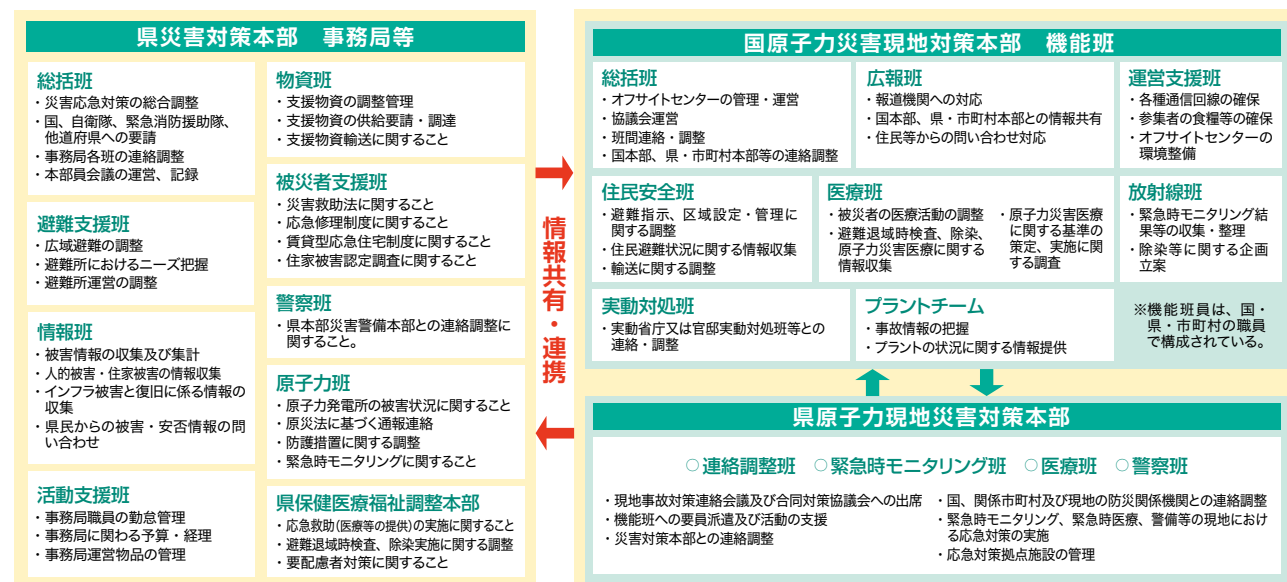 県災害対策本部　事務局等
総括班
・災害応急対策の総合調整
・国、自衛隊、緊急消防援助隊、
他道府県への要請
・事務局各班の連絡調整
・本部員会議の運営、記録
避難支援班
・広域避難の調整
・避難所におけるニーズ把握
・避難所運営の調整
情報班
・被害情報の収集及び集計
・人的被害・住家被害の情報収集
・インフラ被害と復旧に係る情報の
収集
・県民からの被害・安否情報の問
い合わせ
活動支援班
・事務局職員の勤怠管理
・事務局に関わる予算・経理
・事務局運営物品の管理
物資班
・支援物資の調整管理
・支援物資の供給要請・調達
・支援物資輸送に関すること
被災者支援班
・災害救助法に関すること
・応急修理制度に関すること
・賃貸型応急住宅制度に関すること
・住家被害認定調査に関すること
警察班
・県本部災害警備本部との連絡調整に
関すること。
原子力班
・原子力発電所の被害状況に関すること
・原災法に基づく通報連絡
・防護措置に関する調整
・緊急時モニタリングに関すること
県保健医療福祉調整本部
・応急救助(医療等の提供)の実施に関すること
・避難退域時検査、除染実施に関する調整
・要配慮者対策に関すること
情報共有・連携
国原子力災害現地対策本部　機能班
総括班
・オフサイトセンターの管理・運営
・協議会運営
・班間連絡・調整
・国本部、県・市町村本部等の連絡調整
広報班
・報道機関への対応
・国本部、県・市町村本部との情報共有
・住民等からの問い合わせ対応
運営支援班
・各種通信回線の確保
・参集者の食糧等の確保
・オフサイトセンターの
環境整備
住民安全班
・避難指示、区域設定・管理に
関する調整
・住民避難状況に関する情報収集
・輸送に関する調整
医療班
・被災者の医療活動の調整
・避難退域時検査、除染、
原子力災害医療に関する
情報収集
・原子力災害医療
に関する基準の
策定、実施に関
する調査
放射線班
・緊急時モニタリング結
果等の収集・整理
・除染等に関する企画
立案
実動対処班
・実動省庁又は官邸実動対処班等との
連絡・調整
プラントチーム
・事故情報の把握
・プラントの状況に関する情報提供
※機能班員は、国・
県・市町村の職員
で構成されている。
県原子力現地災害対策本部
○連絡調整班　○緊急時モニタリング班　○医療班　○警察班
・現地事故対策連絡会議及び合同対策協議会への出席
・機能班への要員派遣及び活動の支援
・災害対策本部との連絡調整
・国、関係市町村及び現地の防災関係機関との連絡調整
・緊急時モニタリング、緊急時医療、警備等の現地におけ
る応急対策の実施
・応急対策拠点施設の管理